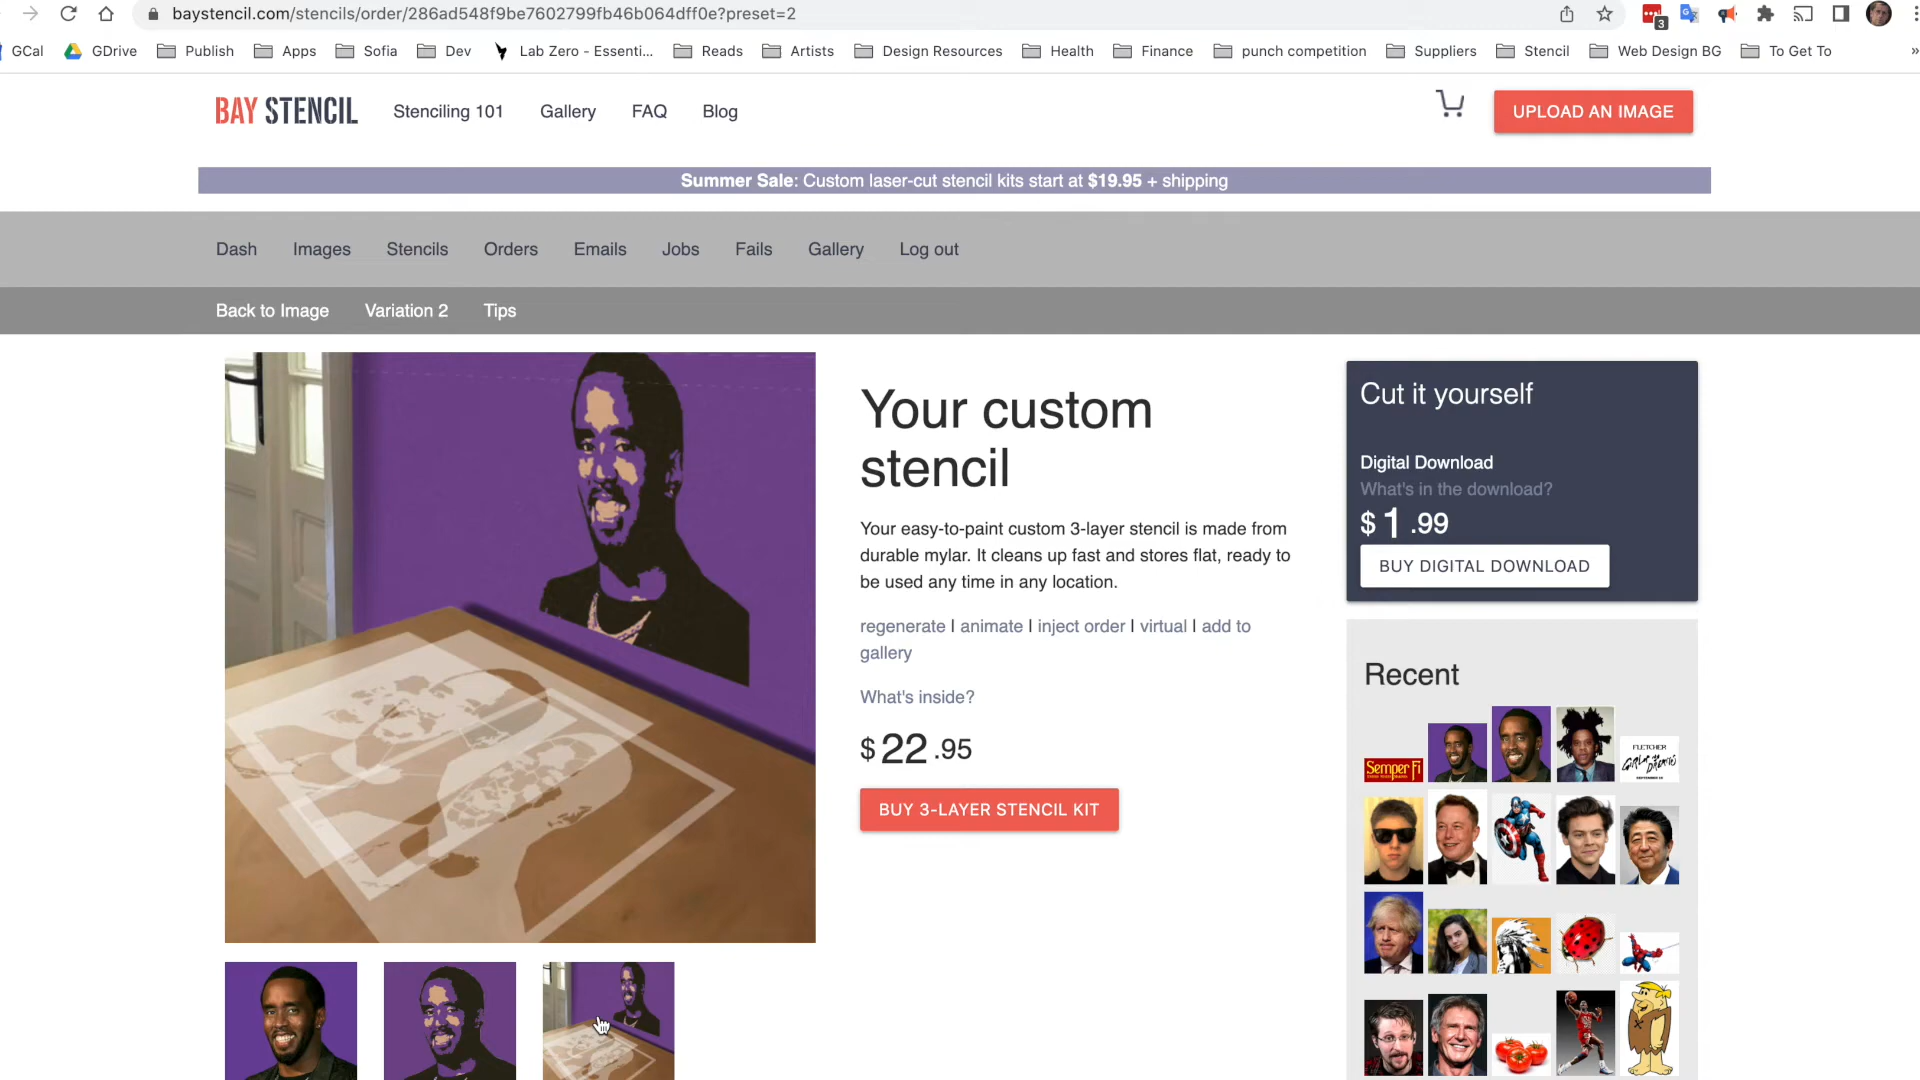 baystencil.com/stencils/order/286ad548f9be7602799fb46b064dff0e?preset=2
3
GCal GDrive Publish Apps Sofia Dev Lab Zero - Essenti... Reads Artists Design Resources Health Finance punch competition Suppliers Stencil Web Design BG To Get To »
BAY STENCIL Stenciling 101 Gallery FAQ Blog UPLOAD AN IMAGE
Summer Sale: Custom laser-cut stencil kits start at $19.95 + shipping
Dash Images Stencils Orders Emails Jobs Fails Gallery Log out
Back to Image Variation 2 Tips
Your custom
stencil
Your easy-to-paint custom 3-layer stencil is made from
durable mylar. It cleans up fast and stores flat, ready to
be used any time in any location.
regenerate | animate | inject order | virtual | add to
gallery
What's inside?
$ 22 .95
BUY 3-LAYER STENCIL KIT
Cut it yourself
Digital Download
What's in the download?
$ 1 .99
BUY DIGITAL DOWNLOAD
Recent
Semper Fi
FLETCHER
GIRL OF MY DREAMS